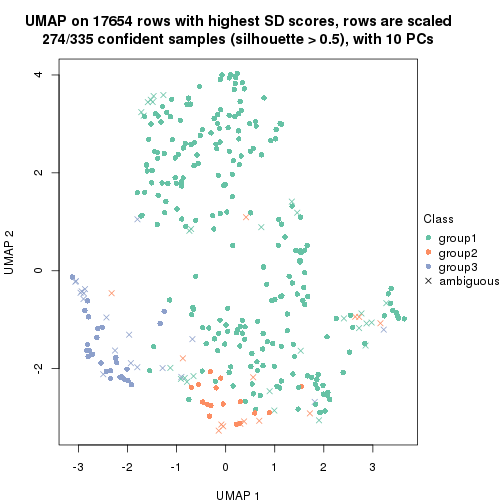 UMAP on 17654 rows with highest SD scores, rows are scaled
274/335 confident samples (silhouette > 0.5), with 10 PCs
4
2
0
-2
UMAP 2
-3
-2
-1
0
1
2
3
UMAP 1
Class
group1
group2
group3
ambiguous